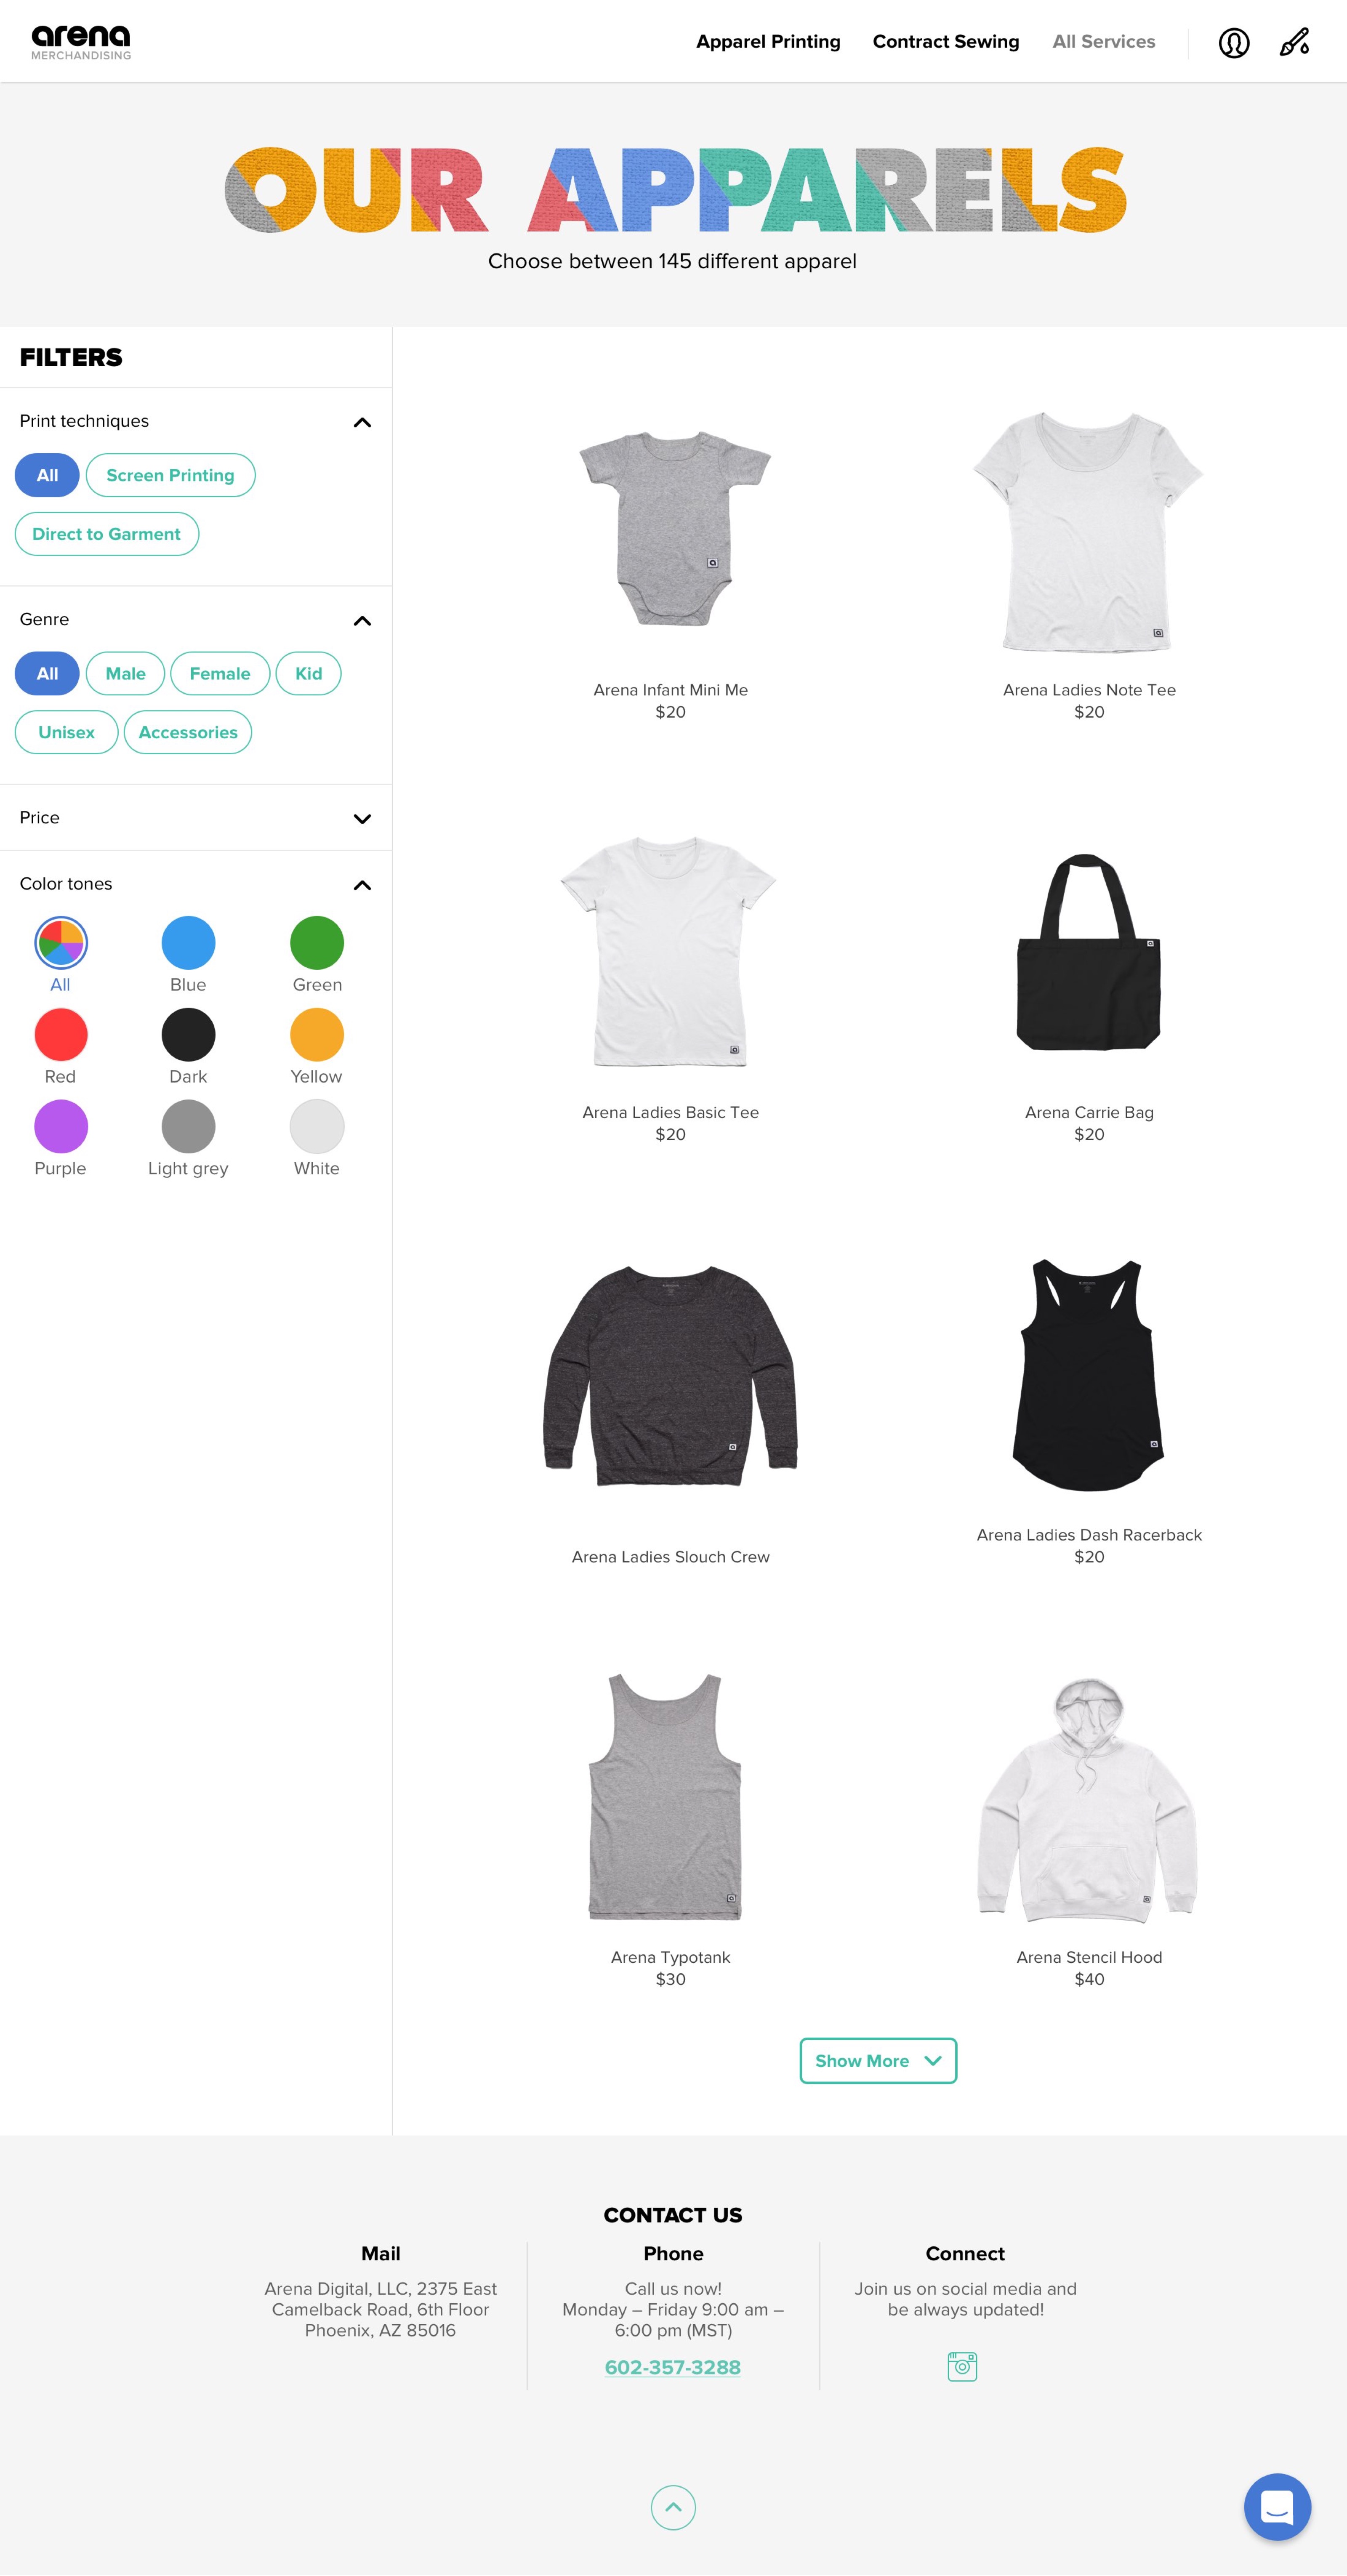 arena
MERCHANDISING
Apparel Printing Contract Sewing All Services
OUR APPARELS
Choose between 145 different apparel
FILTERS
Print techniques
All Screen Printing
Direct to Garment
Genre
All Male Female Kid
Unisex Accessories
Price
Color tones
All Blue Green
Red Dark Yellow
Purple Light grey White
Arena Infant Mini Me
$20
Arena Ladies Note Tee
$20
Arena Ladies Basic Tee
$20
Arena Carrie Bag
$20
Arena Ladies Slouch Crew
Arena Ladies Dash Racerback
$20
Arena Typotank
$30
Arena Stencil Hood
$40
Show More
CONTACT US
Mail
Arena Digital, LLC, 2375 East
Camelback Road, 6th Floor
Phoenix, AZ 85016
Phone
Call us now!
Monday – Friday 9:00 am –
6:00 pm (MST)
602-357-3288
Connect
Join us on social media and
be always updated!